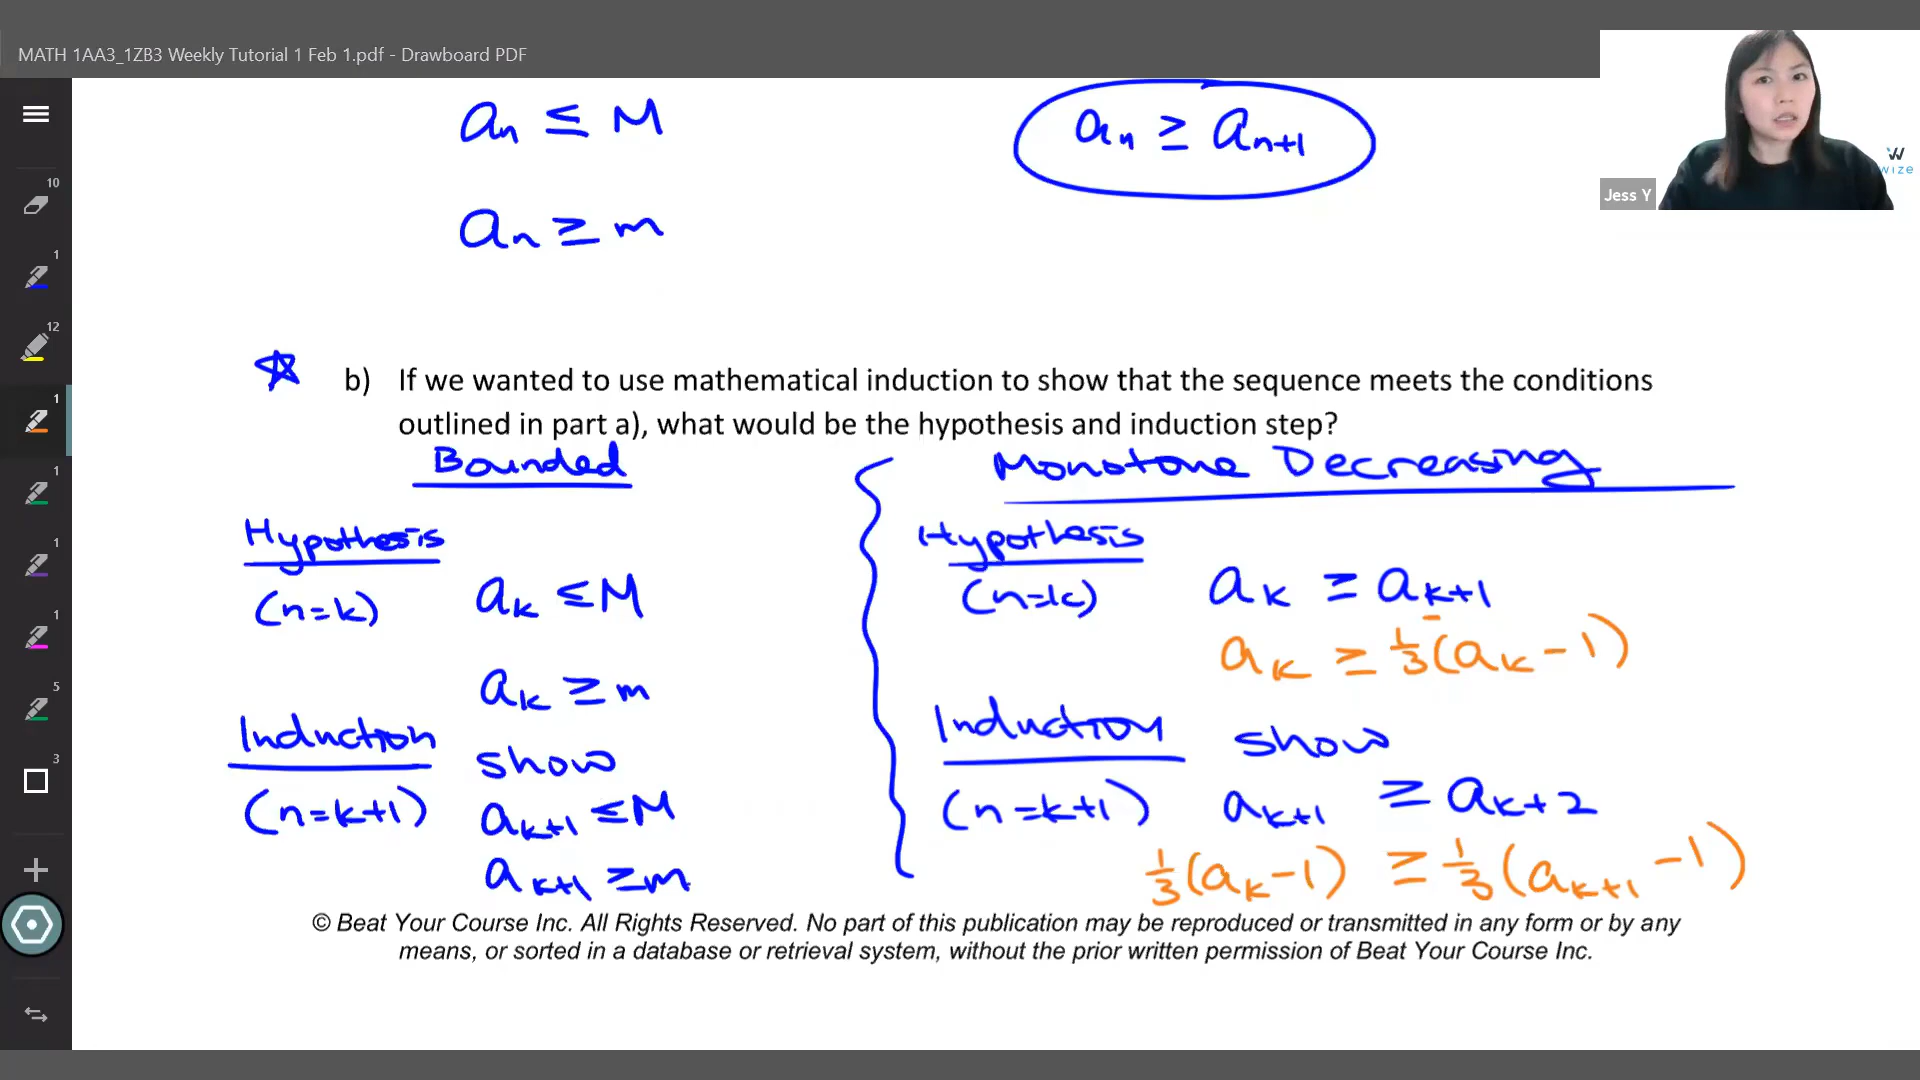 MATH 1AA3_1ZB3 Weekly Tutorial 1 Feb 1.pdf - Drawboard PDF
Jess Y
wize
10
1
12
1
1
1
1
5
3
aₙ ≤ M
aₙ ≥ aₙ₊₁
aₙ ≥ m
b) If we wanted to use mathematical induction to show that the sequence meets the conditions
outlined in part a), what would be the hypothesis and induction step?
Bounded
Hypothesis
(n=k)
aₖ ≤ M
aₖ ≥ m
Induction
show
(n=k+1)
aₖ₊₁ ≤ M
aₖ₊₁ ≥ m
Monotone Decreasing
Hypothesis
(n=k)
aₖ ≥ aₖ₊₁
aₖ ≥ 1/3(aₖ - 1)
Induction
show
(n=k+1)
aₖ₊₁ ≥ aₖ₊₂
1/3(aₖ-1) ≥ 1/3(aₖ₊₁ -1)
© Beat Your Course Inc. All Rights Reserved. No part of this publication may be reproduced or transmitted in any form or by any
means, or sorted in a database or retrieval system, without the prior written permission of Beat Your Course Inc.